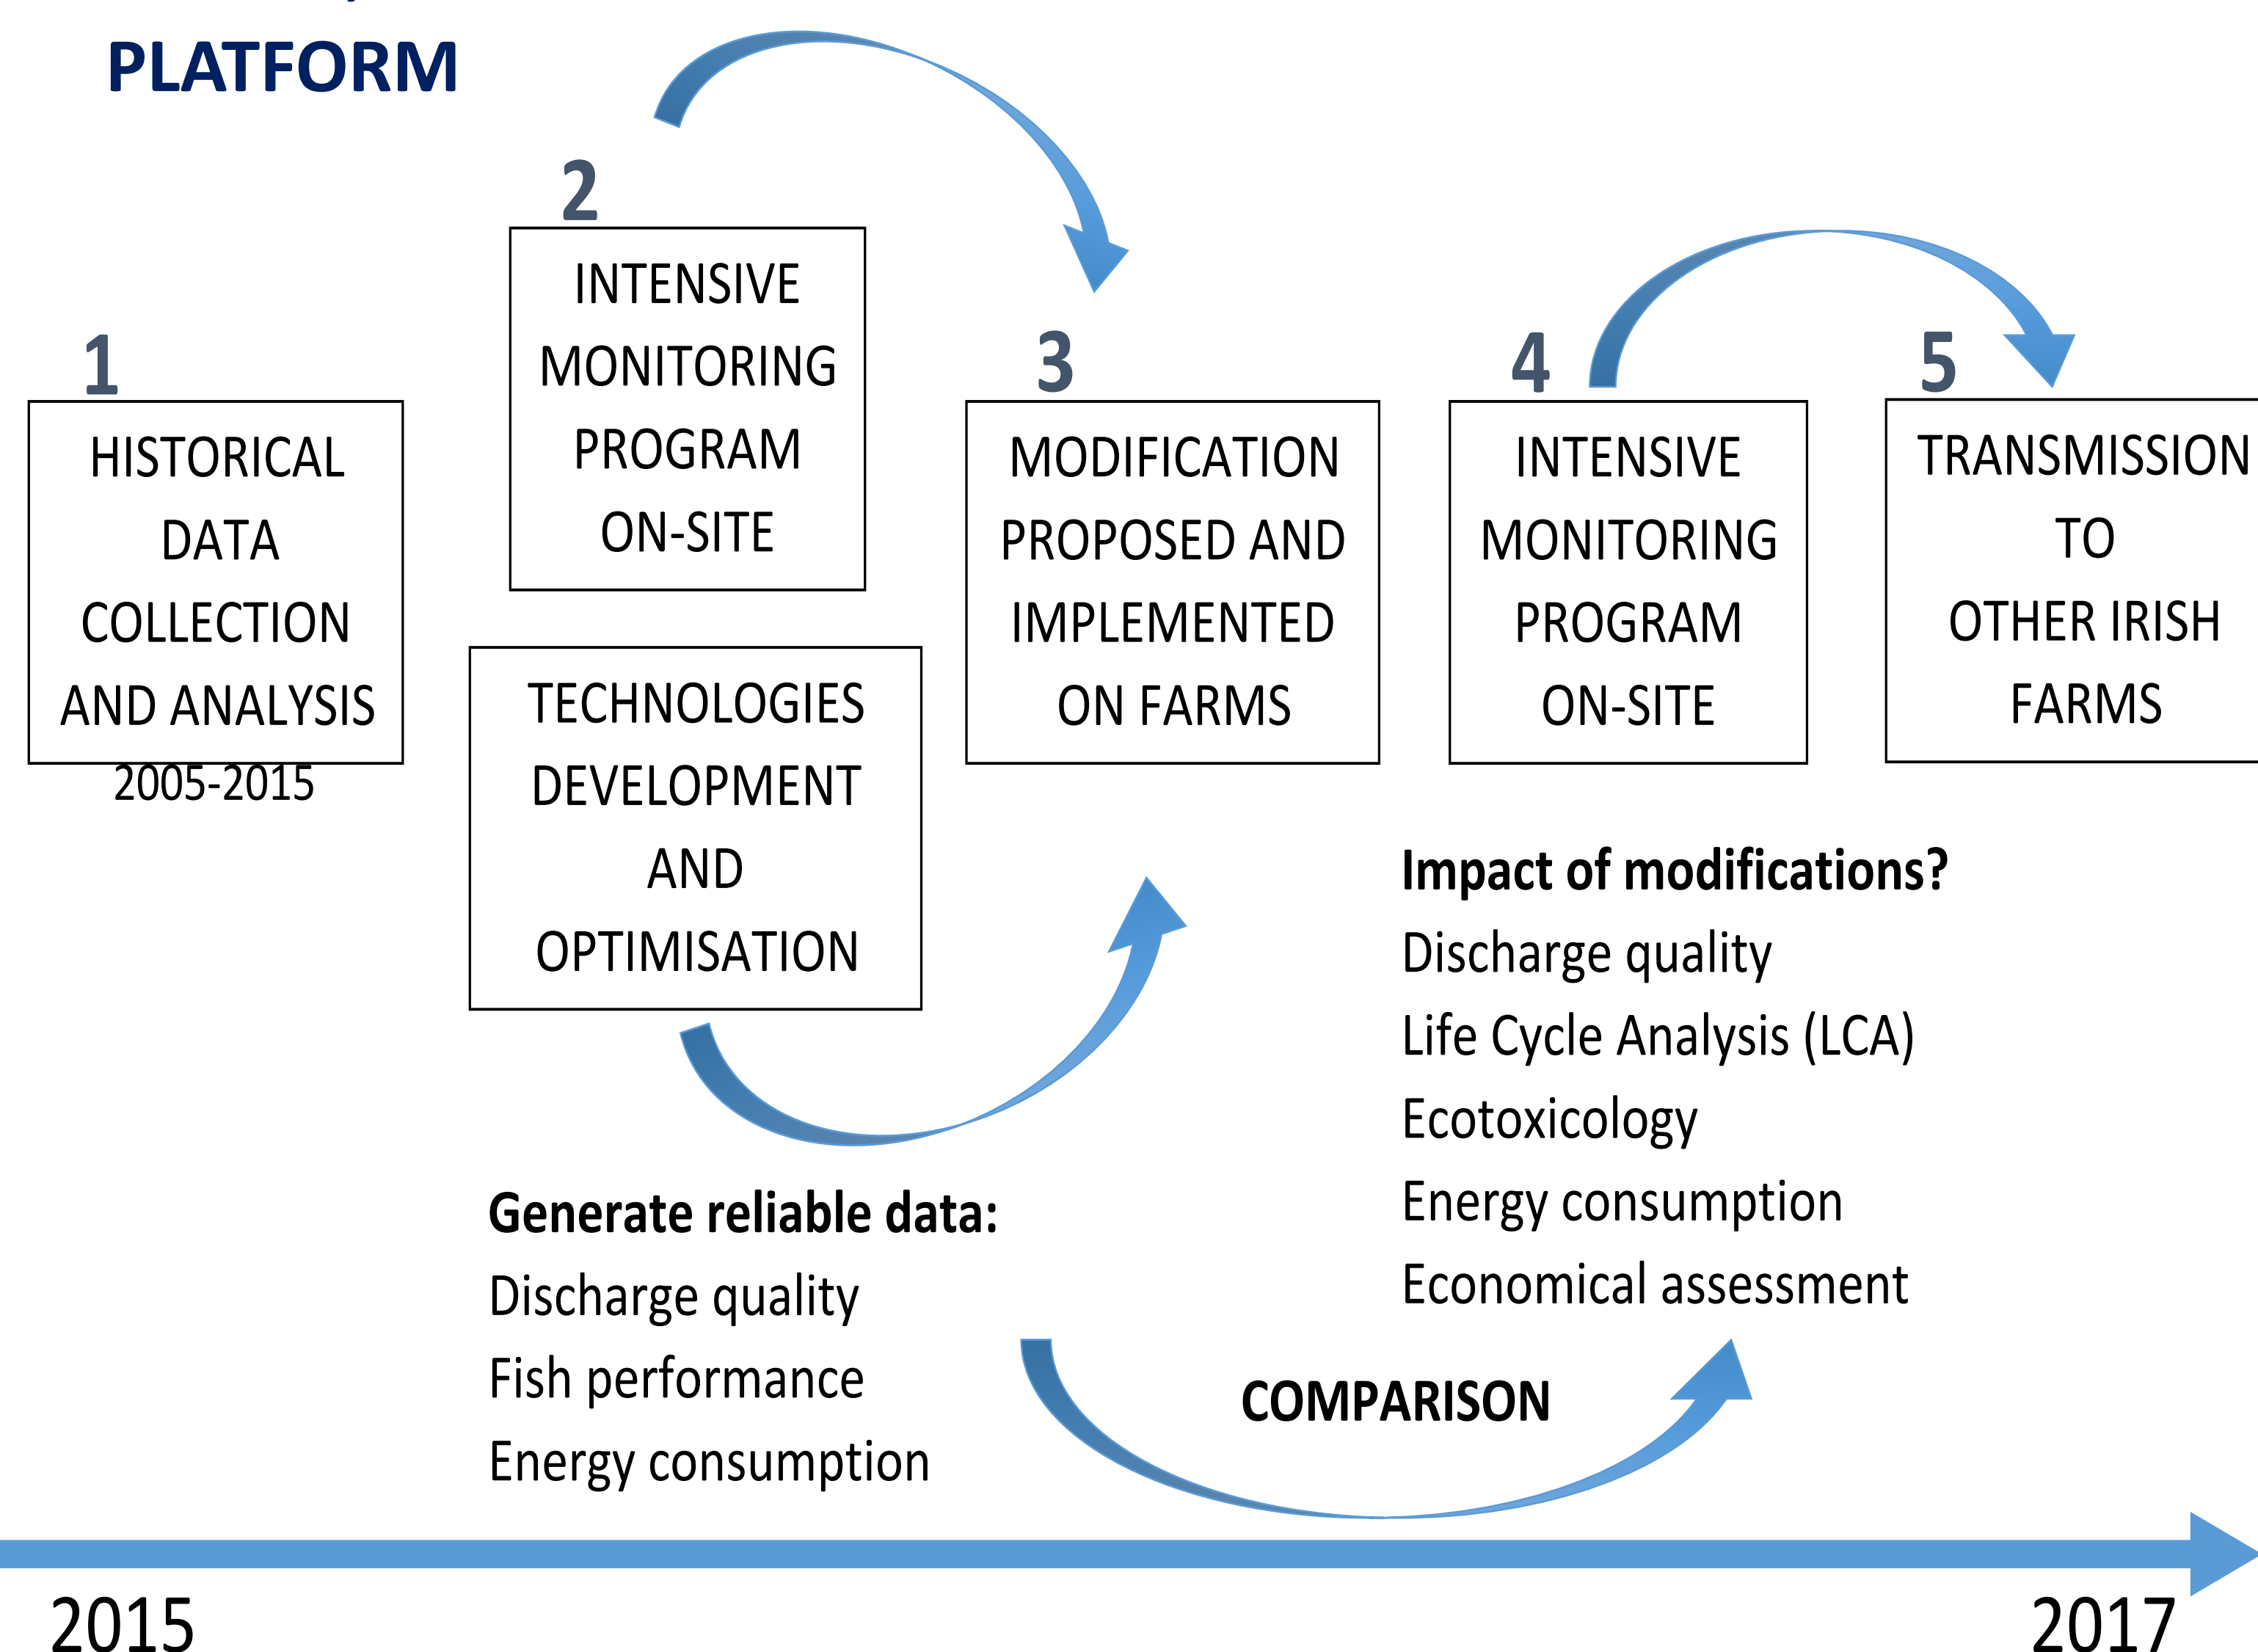 PLATFORM
1
HISTORICAL
DATA
COLLECTION
AND ANALYSIS
2005-2015
2
INTENSIVE
MONITORING
PROGRAM
ON-SITE
TECHNOLOGIES
DEVELOPMENT
AND
OPTIMISATION
3
MODIFICATION
PROPOSED AND
IMPLEMENTED
ON FARMS
4
INTENSIVE
MONITORING
PROGRAM
ON-SITE
5
TRANSMISSION
TO
OTHER IRISH
FARMS
Generate reliable data:
Discharge quality
Fish performance
Energy consumption
Impact of modifications?
Discharge quality
Life Cycle Analysis (LCA)
Ecotoxicology
Energy consumption
Economical assessment
COMPARISON
2015
2017